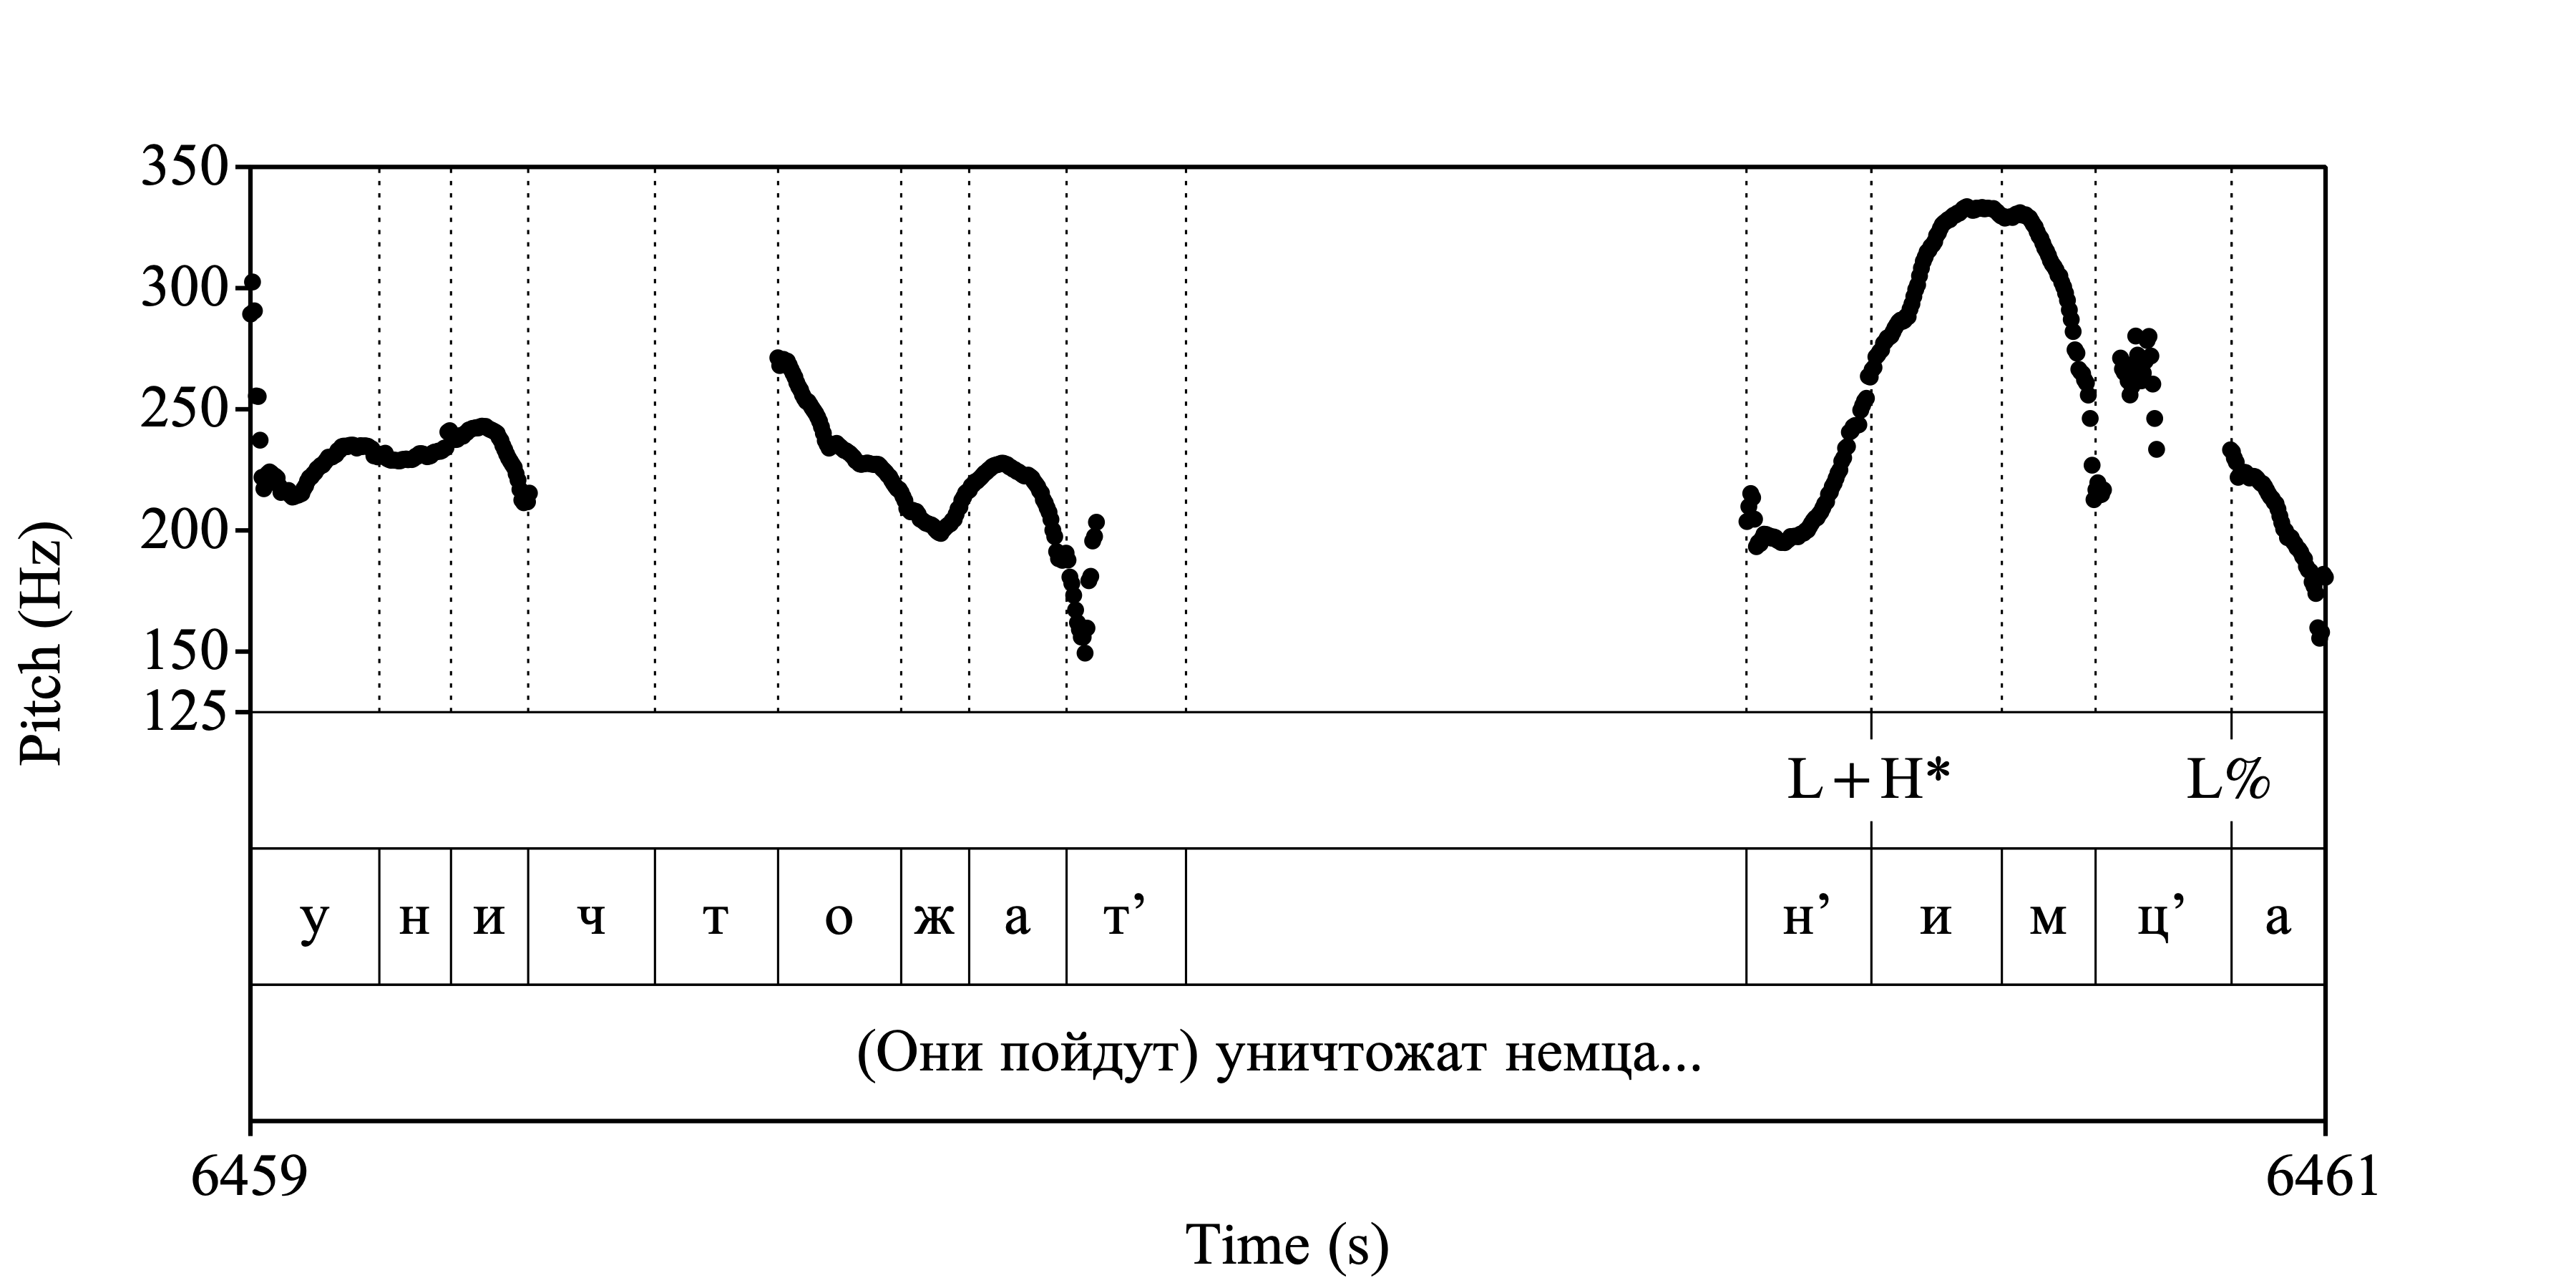 350
300
250
200
150
125
Pitch (Hz)
L+H* L%
у н и ч т о ж а т’ н’ и м ц’ а
(Они пойдут) уничтожат немца...
6459 6461
Time (s)